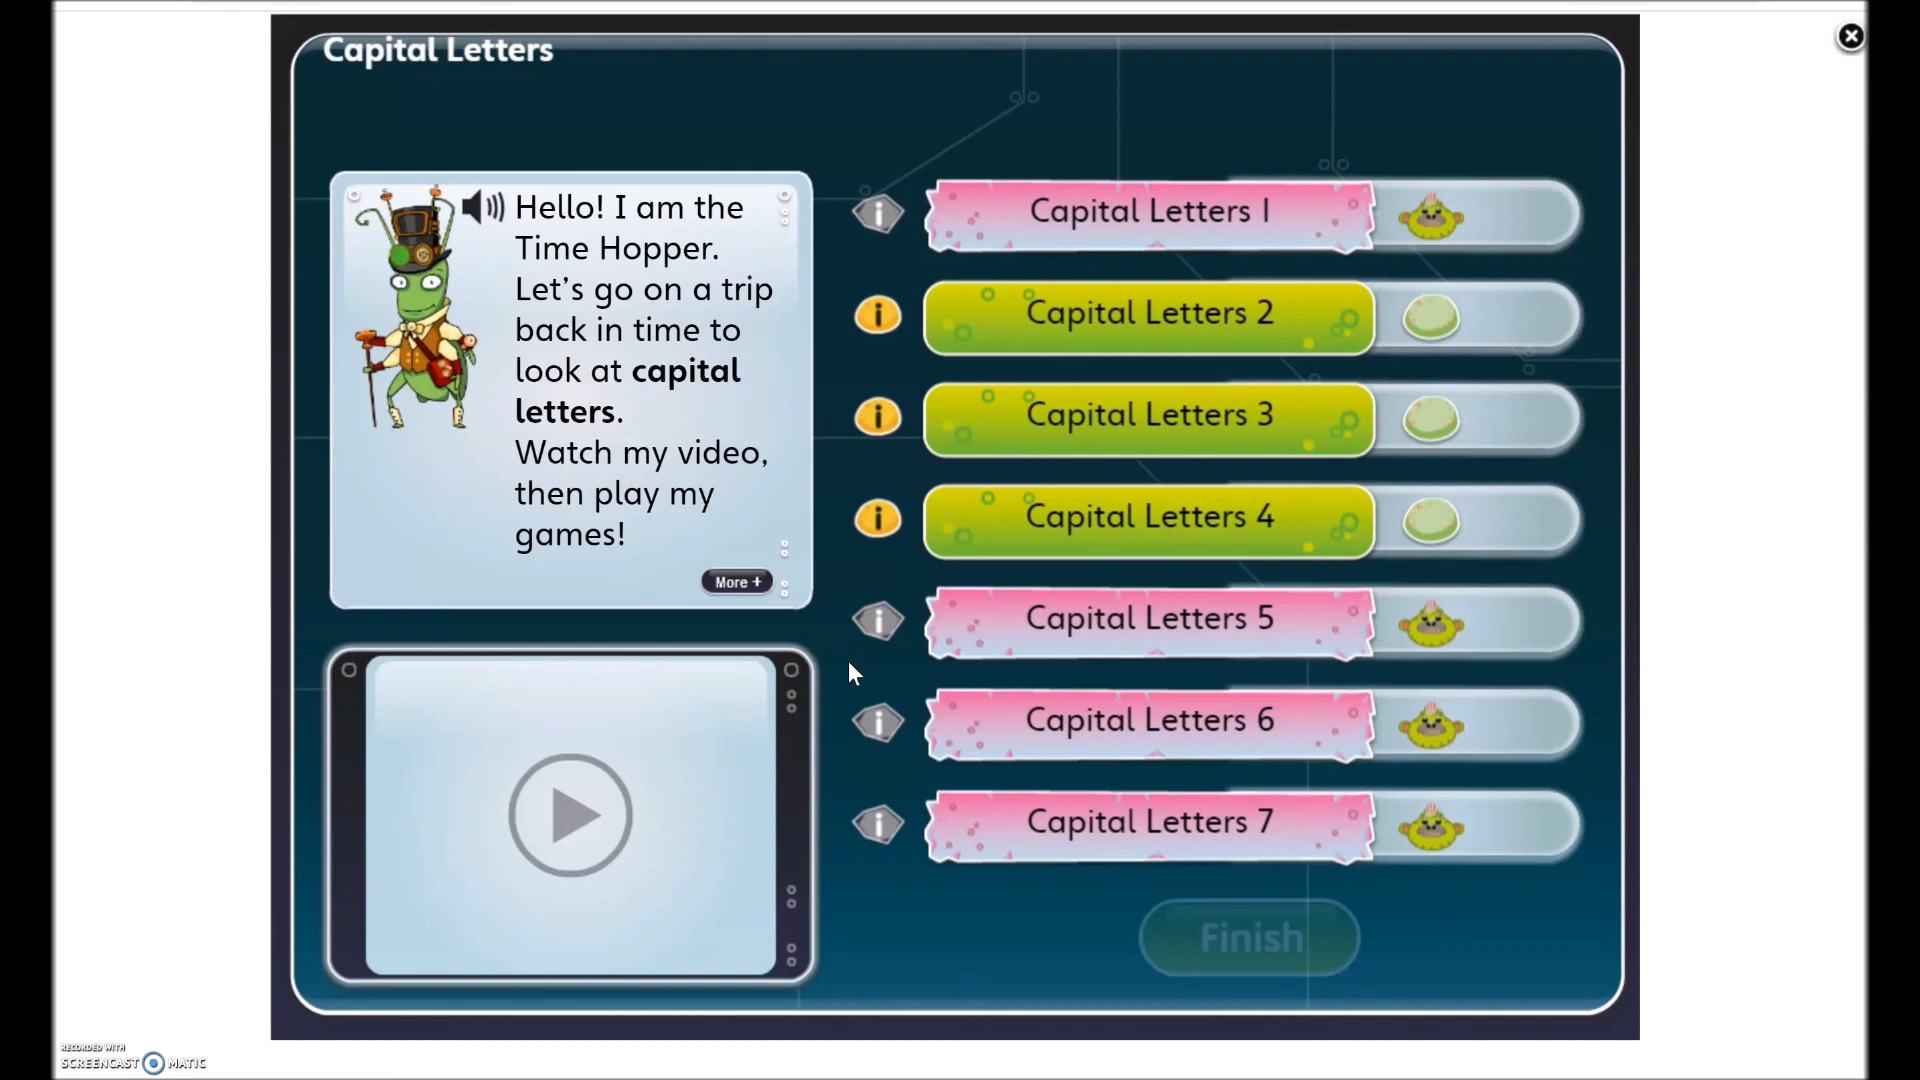 Capital Letters
Hello! I am the
Time Hopper.
Let's go on a trip
back in time to
look at capital
letters.
Watch my video,
then play my
games!
More +
Capital Letters 1
Capital Letters 2
Capital Letters 3
Capital Letters 4
Capital Letters 5
Capital Letters 6
Capital Letters 7
Finish
RECORDED WITH
SCREENCAST MATIC